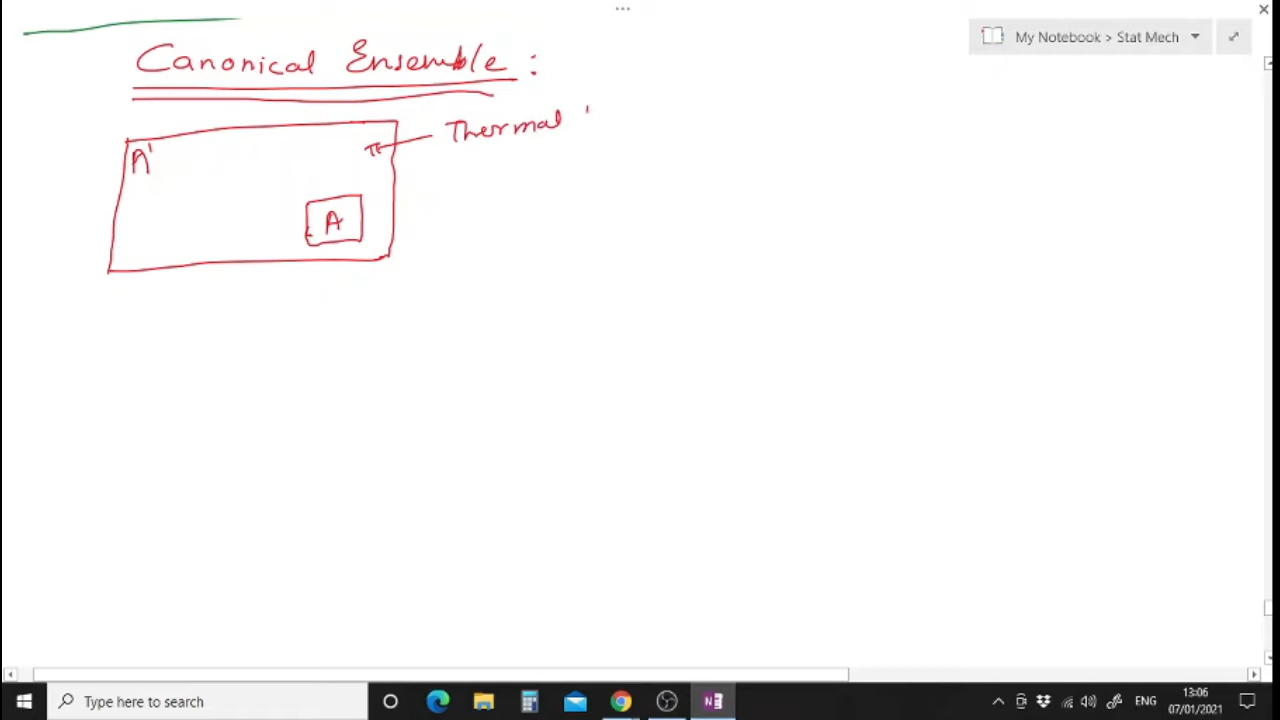 My Notebook > Stat Mech
Canonical Ensemble :
Thermal
A'
A
Type here to search
ENG
13:06
07/01/2021